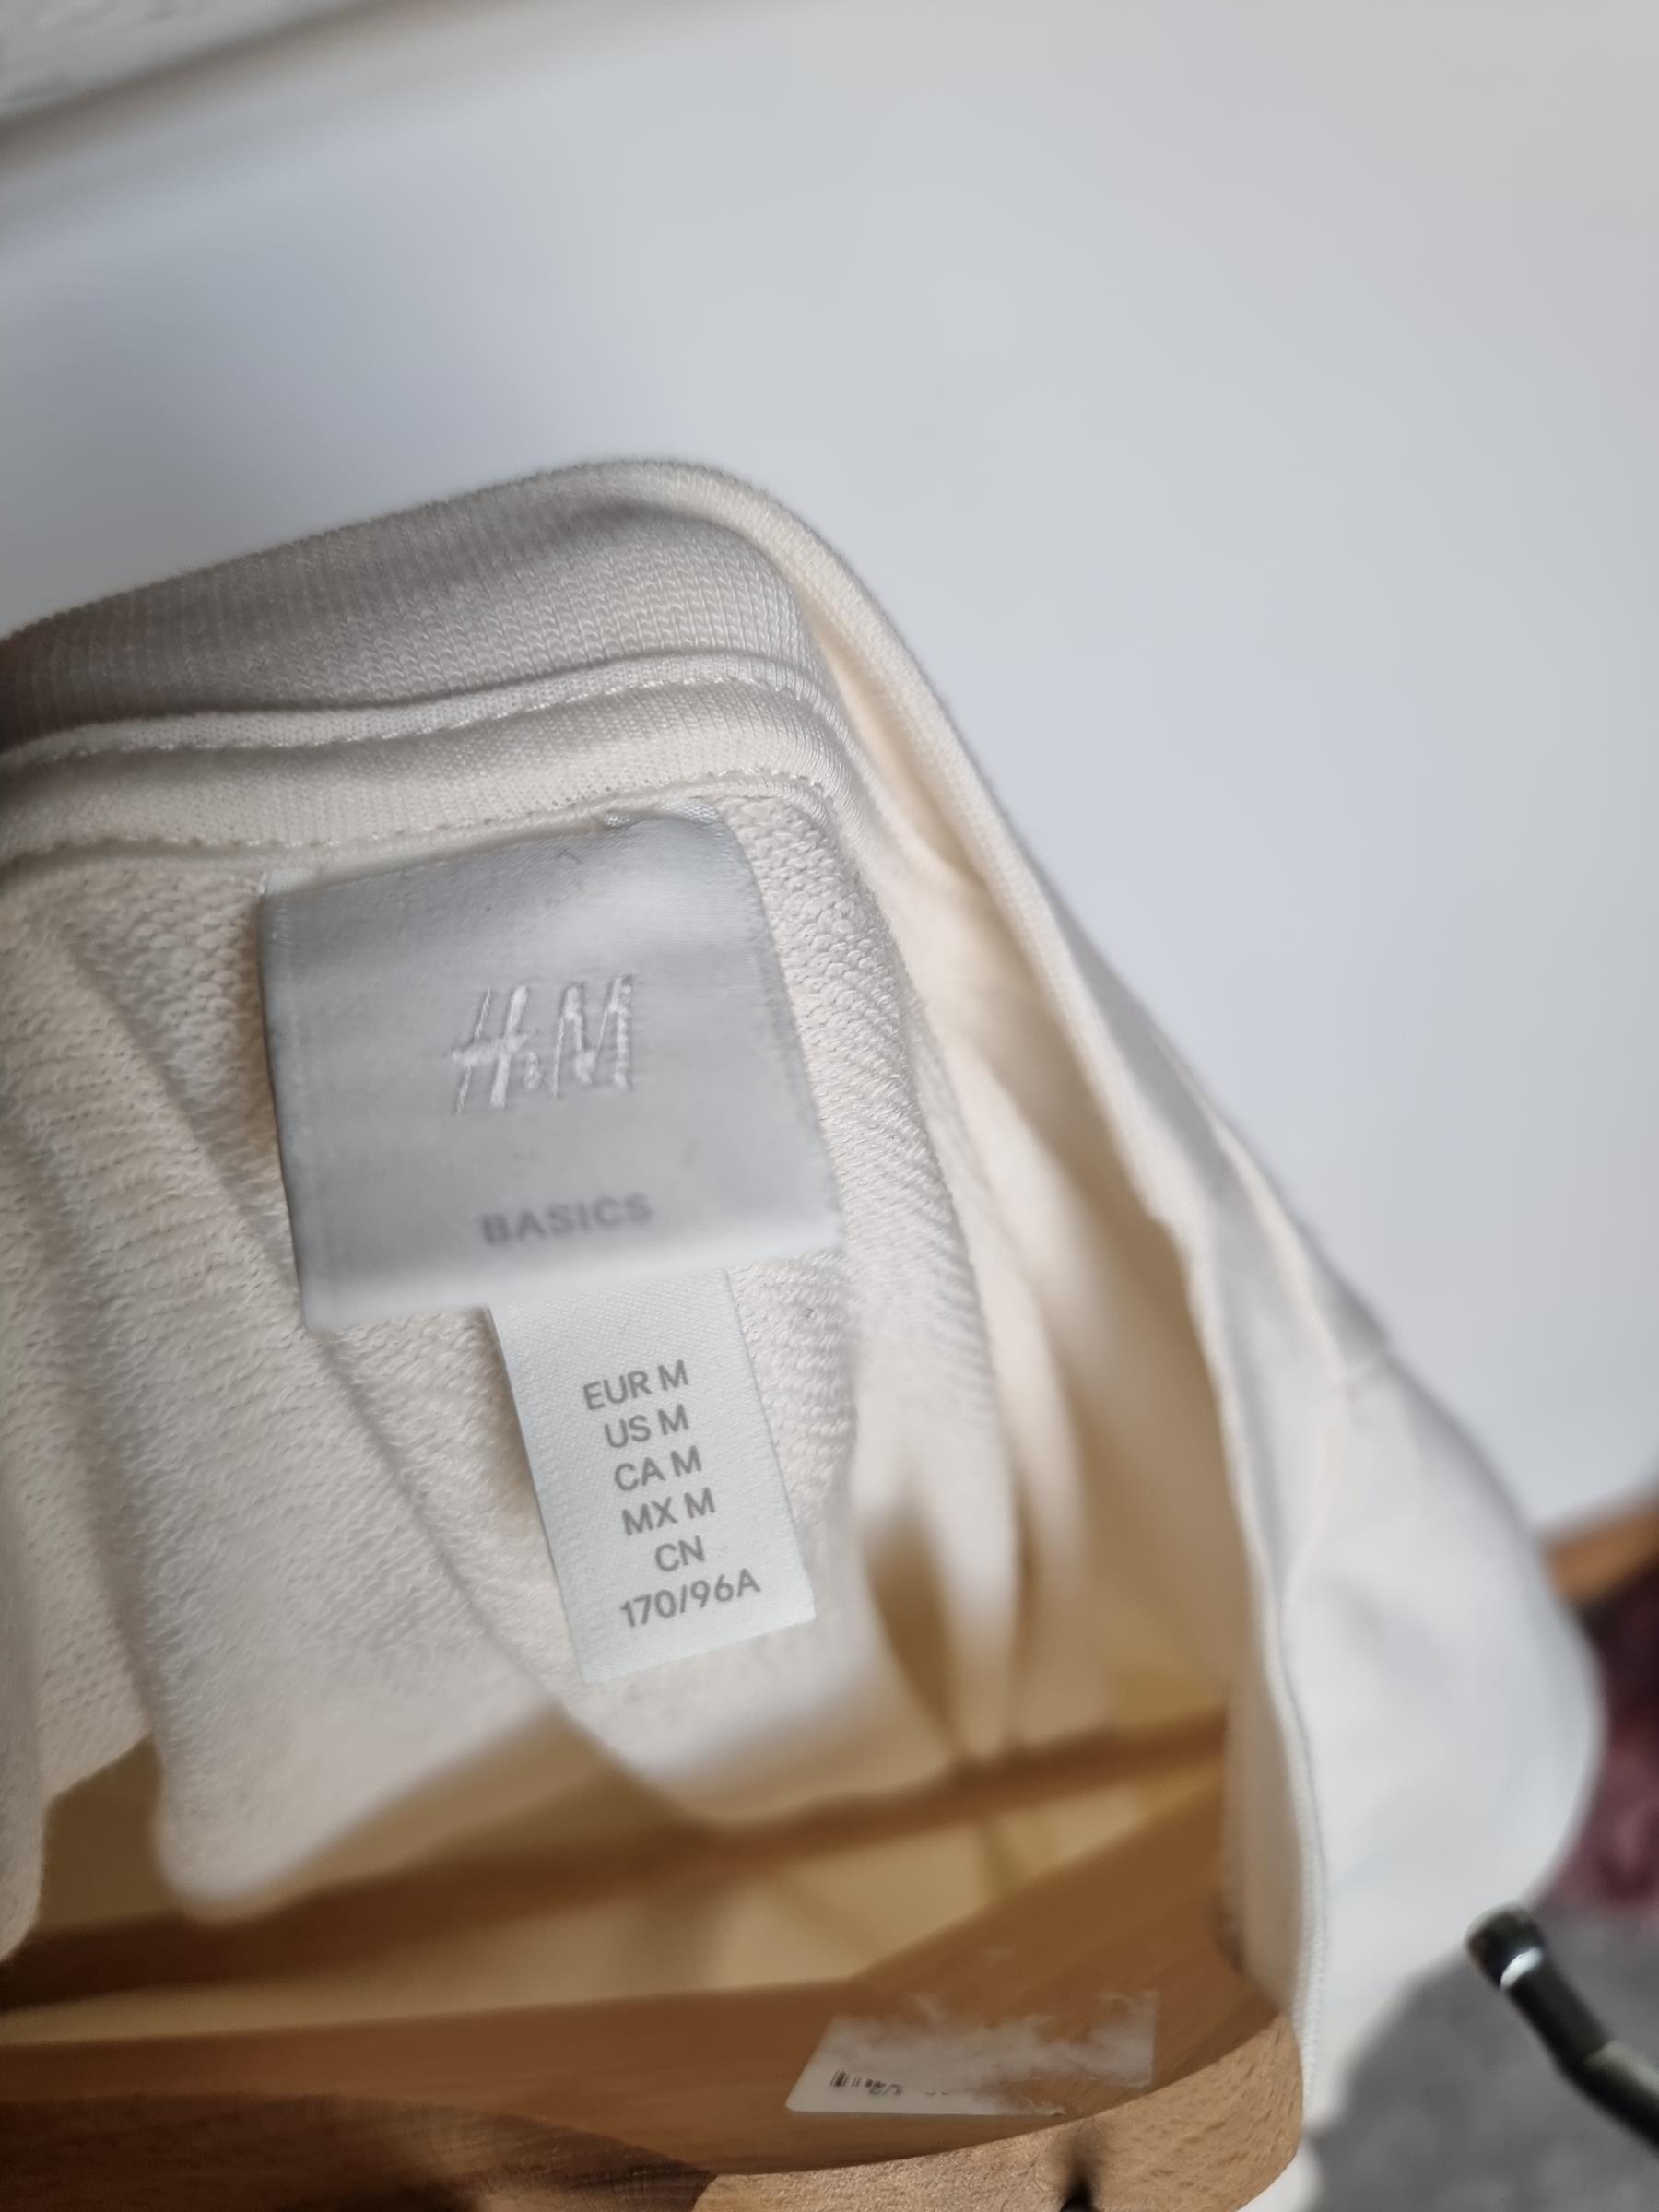 H&M
BASICS
EUR M
US M
CA M
MX M
CN
170/96A